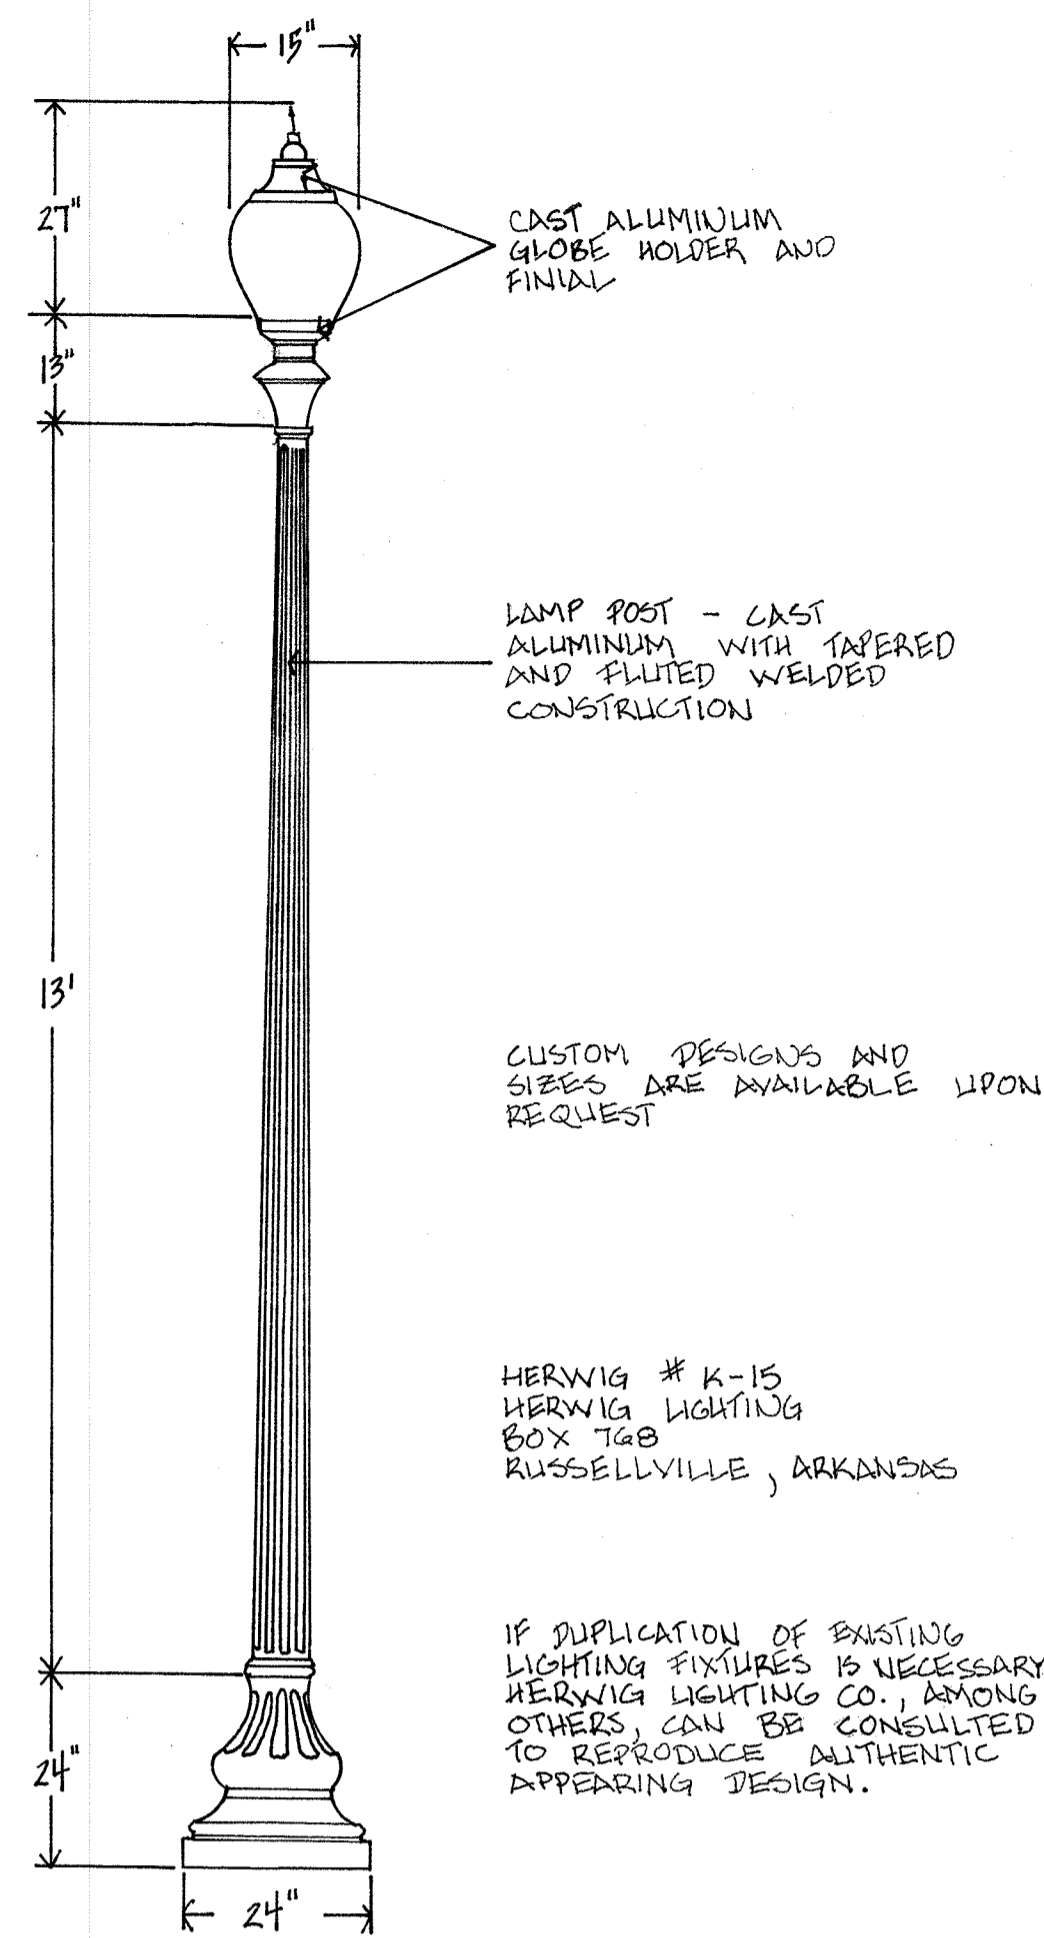 15"
27"
CAST ALUMINUM
GLOBE HOLDER AND
FINIAL
13"
LAMP POST - CAST
ALUMINUM WITH TAPERED
AND FLUTED WELDED
CONSTRUCTION
13'
CUSTOM DESIGNS AND
SIZES ARE AVAILABLE UPON
REQUEST
HERWIG # K-15
HERWIG LIGHTING
BOX 768
RUSSELLVILLE, ARKANSAS
IF DUPLICATION OF EXISTING
LIGHTING FIXTURES IS NECESSARY
HERWIG LIGHTING CO., AMONG
OTHERS, CAN BE CONSULTED
TO REPRODUCE AUTHENTIC
APPEARING DESIGN.
24"
24"